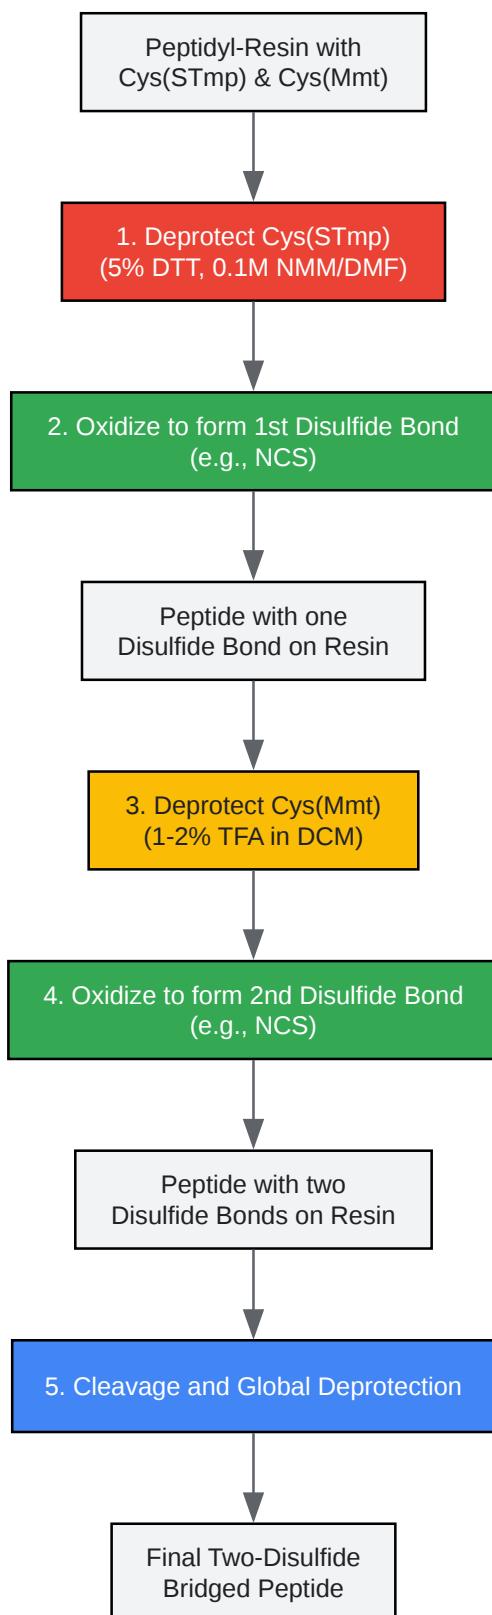 Peptidyl-Resin with
Cys(STmp) & Cys(Mmt)
1. Deprotect Cys(STmp)
(5% DTT, 0.1M NMM/DMF)
2. Oxidize to form 1st Disulfide Bond
(e.g., NCS)
Peptide with one
Disulfide Bond on Resin
3. Deprotect Cys(Mmt)
(1-2% TFA in DCM)
4. Oxidize to form 2nd Disulfide Bond
(e.g., NCS)
Peptide with two
Disulfide Bonds on Resin
5. Cleavage and Global Deprotection
Final Two-Disulfide
Bridged Peptide